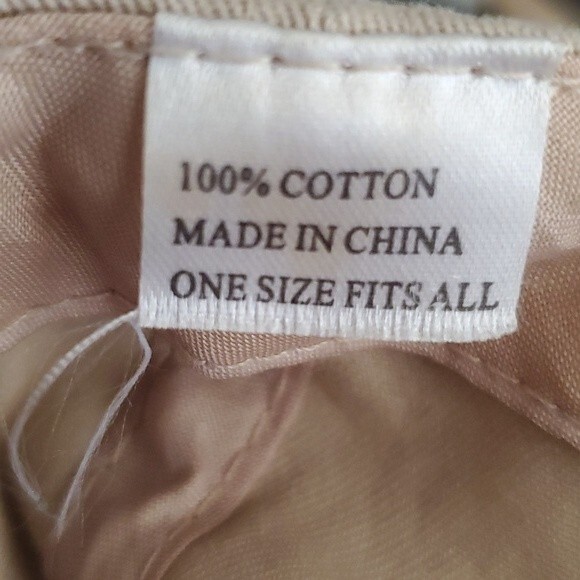 100% COTTON
MADE IN CHINA
ONE SIZE FITS ALL